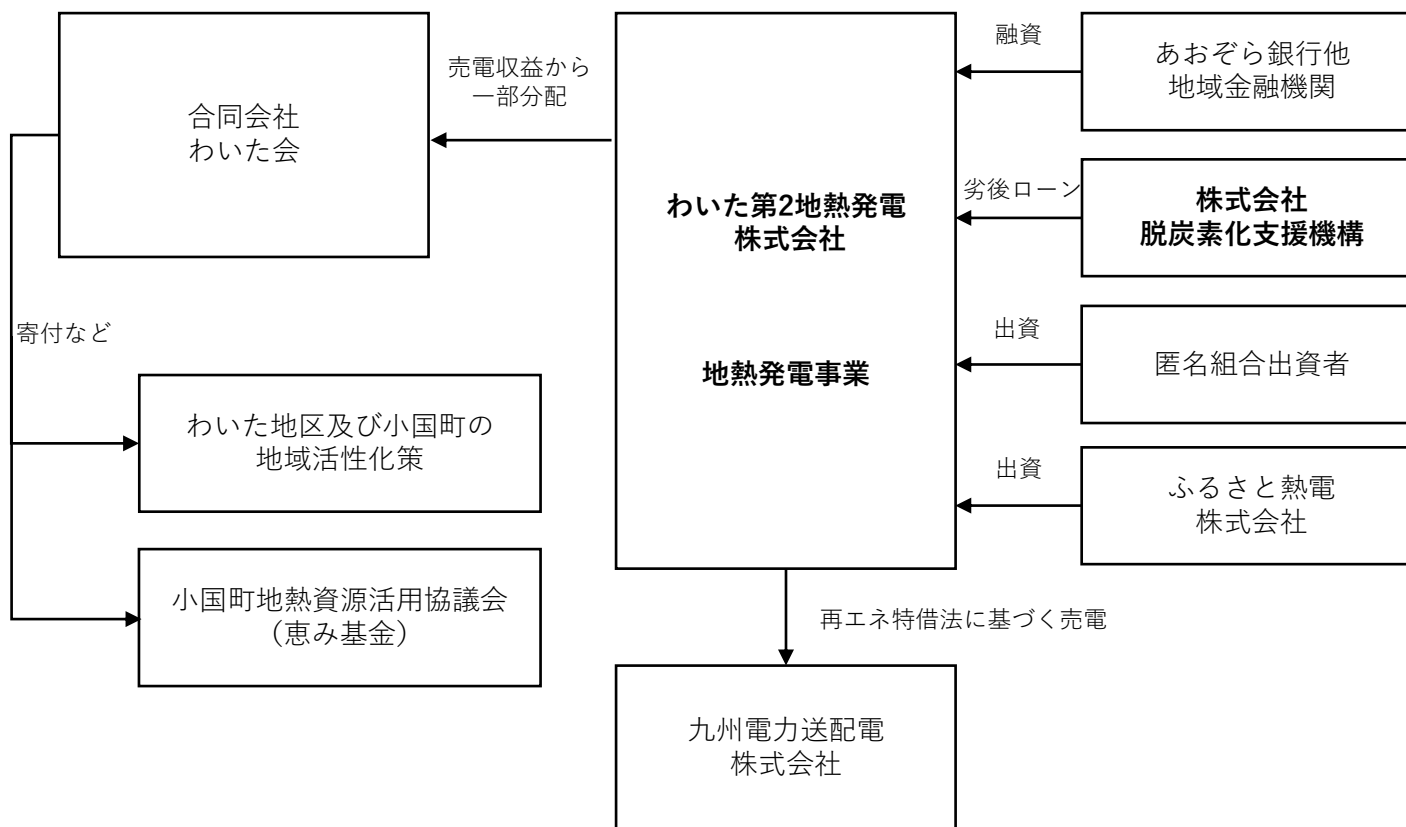 融資
あおぞら銀行他
地域金融機関
売電収益から
一部分配
合同会社
わいた会
劣後ローン
株式会社
脱炭素化支援機構
わいた第2地熱発電
株式会社
寄付など
出資
匿名組合出資者
地熱発電事業
わいた地区及び小国町の
地域活性化策
出資
ふるさと熱電
株式会社
小国町地熱資源活用協議会
（恵み基金）
再エネ特借法に基づく売電
九州電力送配電
株式会社